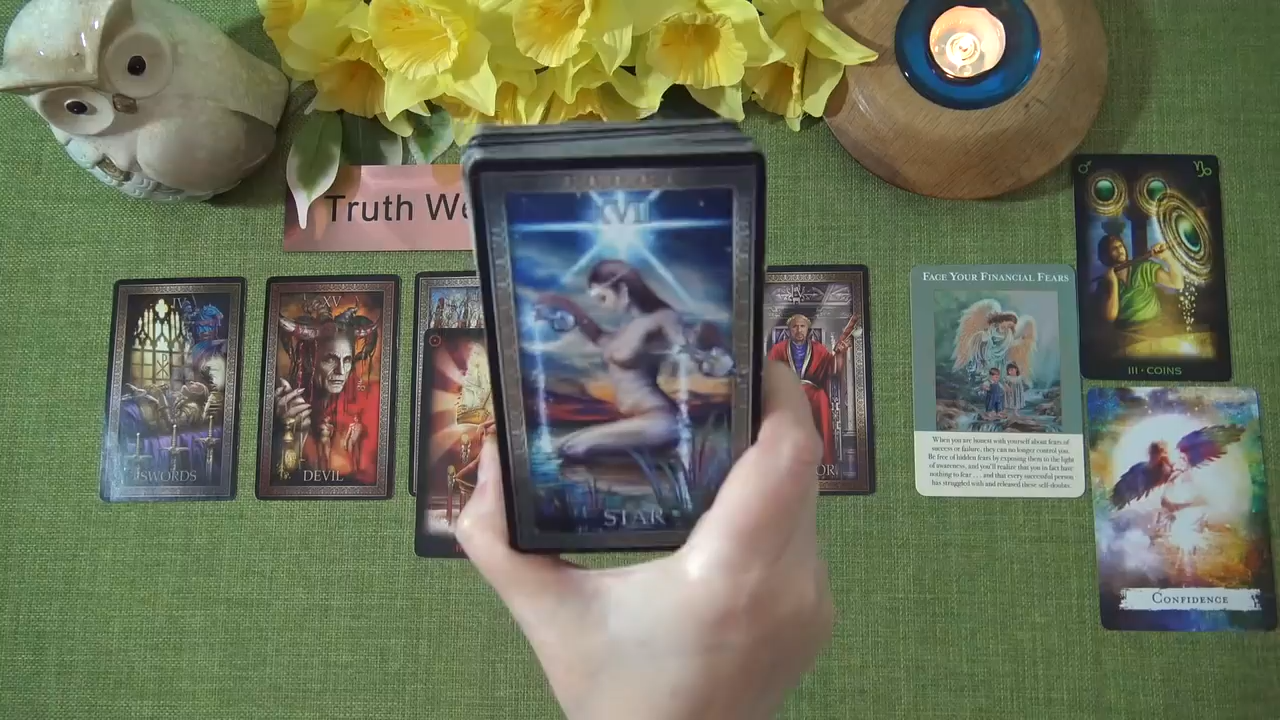 Truth We
XVII
STAR
IV
SWORDS
XV
DEVIL
IV
OR
FACE YOUR FINANCIAL FEARS
When you are honest with yourself about fears of
success or failure, they can no longer control you.
Be free of hidden fears by exposing them to the light
of awareness, and you'll realize that you in fact have
nothing to fear . . . and that every successful person
has struggled with and released these self-doubts.
III • COINS
CONFIDENCE